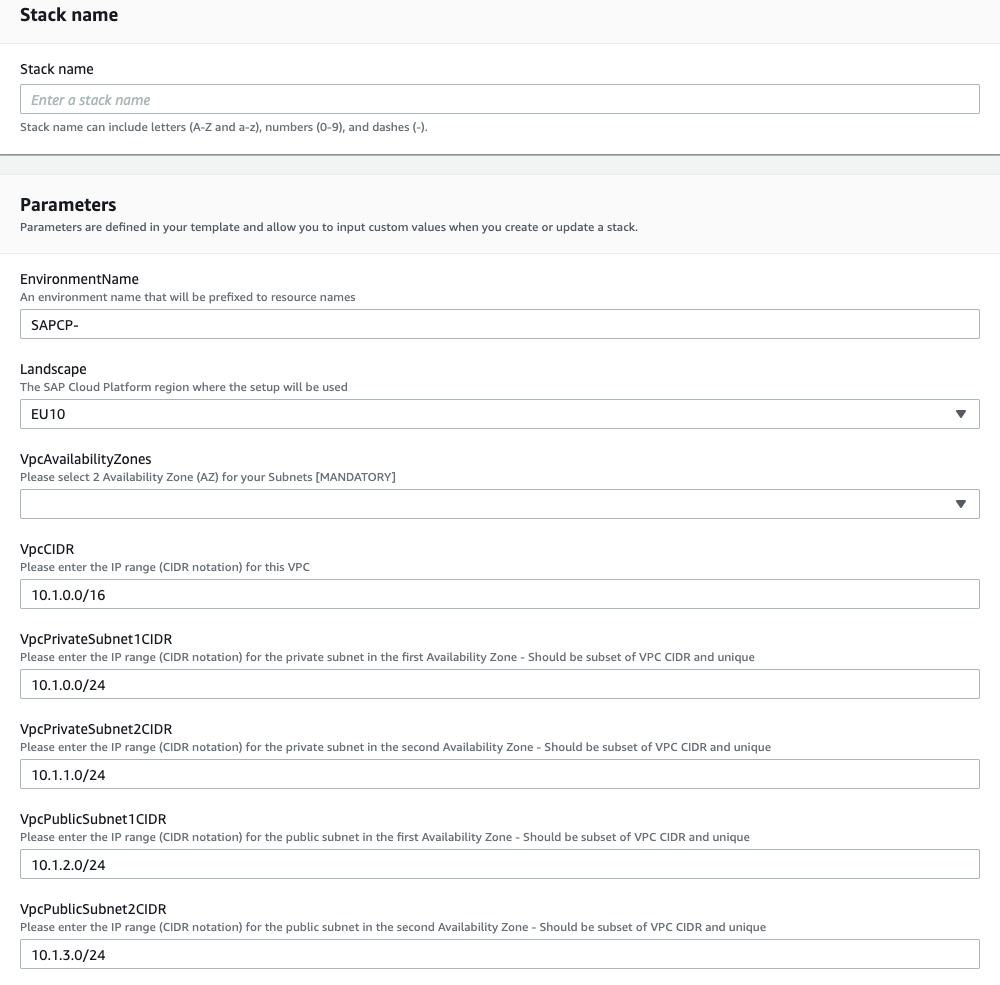 Stack name
Stack name
Enter a stack name
Stack name can include letters (A-Z and a-z), numbers (0-9), and dashes (-).
Parameters
Parameters are defined in your template and allow you to input custom values when you create or update a stack.
EnvironmentName
An environment name that will be prefixed to resource names
SAPCP-
Landscape
The SAP Cloud Platform region where the setup will be used
EU10
VpcAvailabilityZones
Please select 2 Availability Zone (AZ) for your Subnets [MANDATORY]
VpcCIDR
Please enter the IP range (CIDR notation) for this VPC
10.1.0.0/16
VpcPrivateSubnet1CIDR
Please enter the IP range (CIDR notation) for the private subnet in the first Availability Zone - Should be subset of VPC CIDR and unique
10.1.0.0/24
VpcPrivateSubnet2CIDR
Please enter the IP range (CIDR notation) for the private subnet in the second Availability Zone - Should be subset of VPC CIDR and unique
10.1.1.0/24
VpcPublicSubnet1CIDR
Please enter the IP range (CIDR notation) for the public subnet in the first Availability Zone - Should be subset of VPC CIDR and unique
10.1.2.0/24
VpcPublicSubnet2CIDR
Please enter the IP range (CIDR notation) for the public subnet in the second Availability Zone - Should be subset of VPC CIDR and unique
10.1.3.0/24